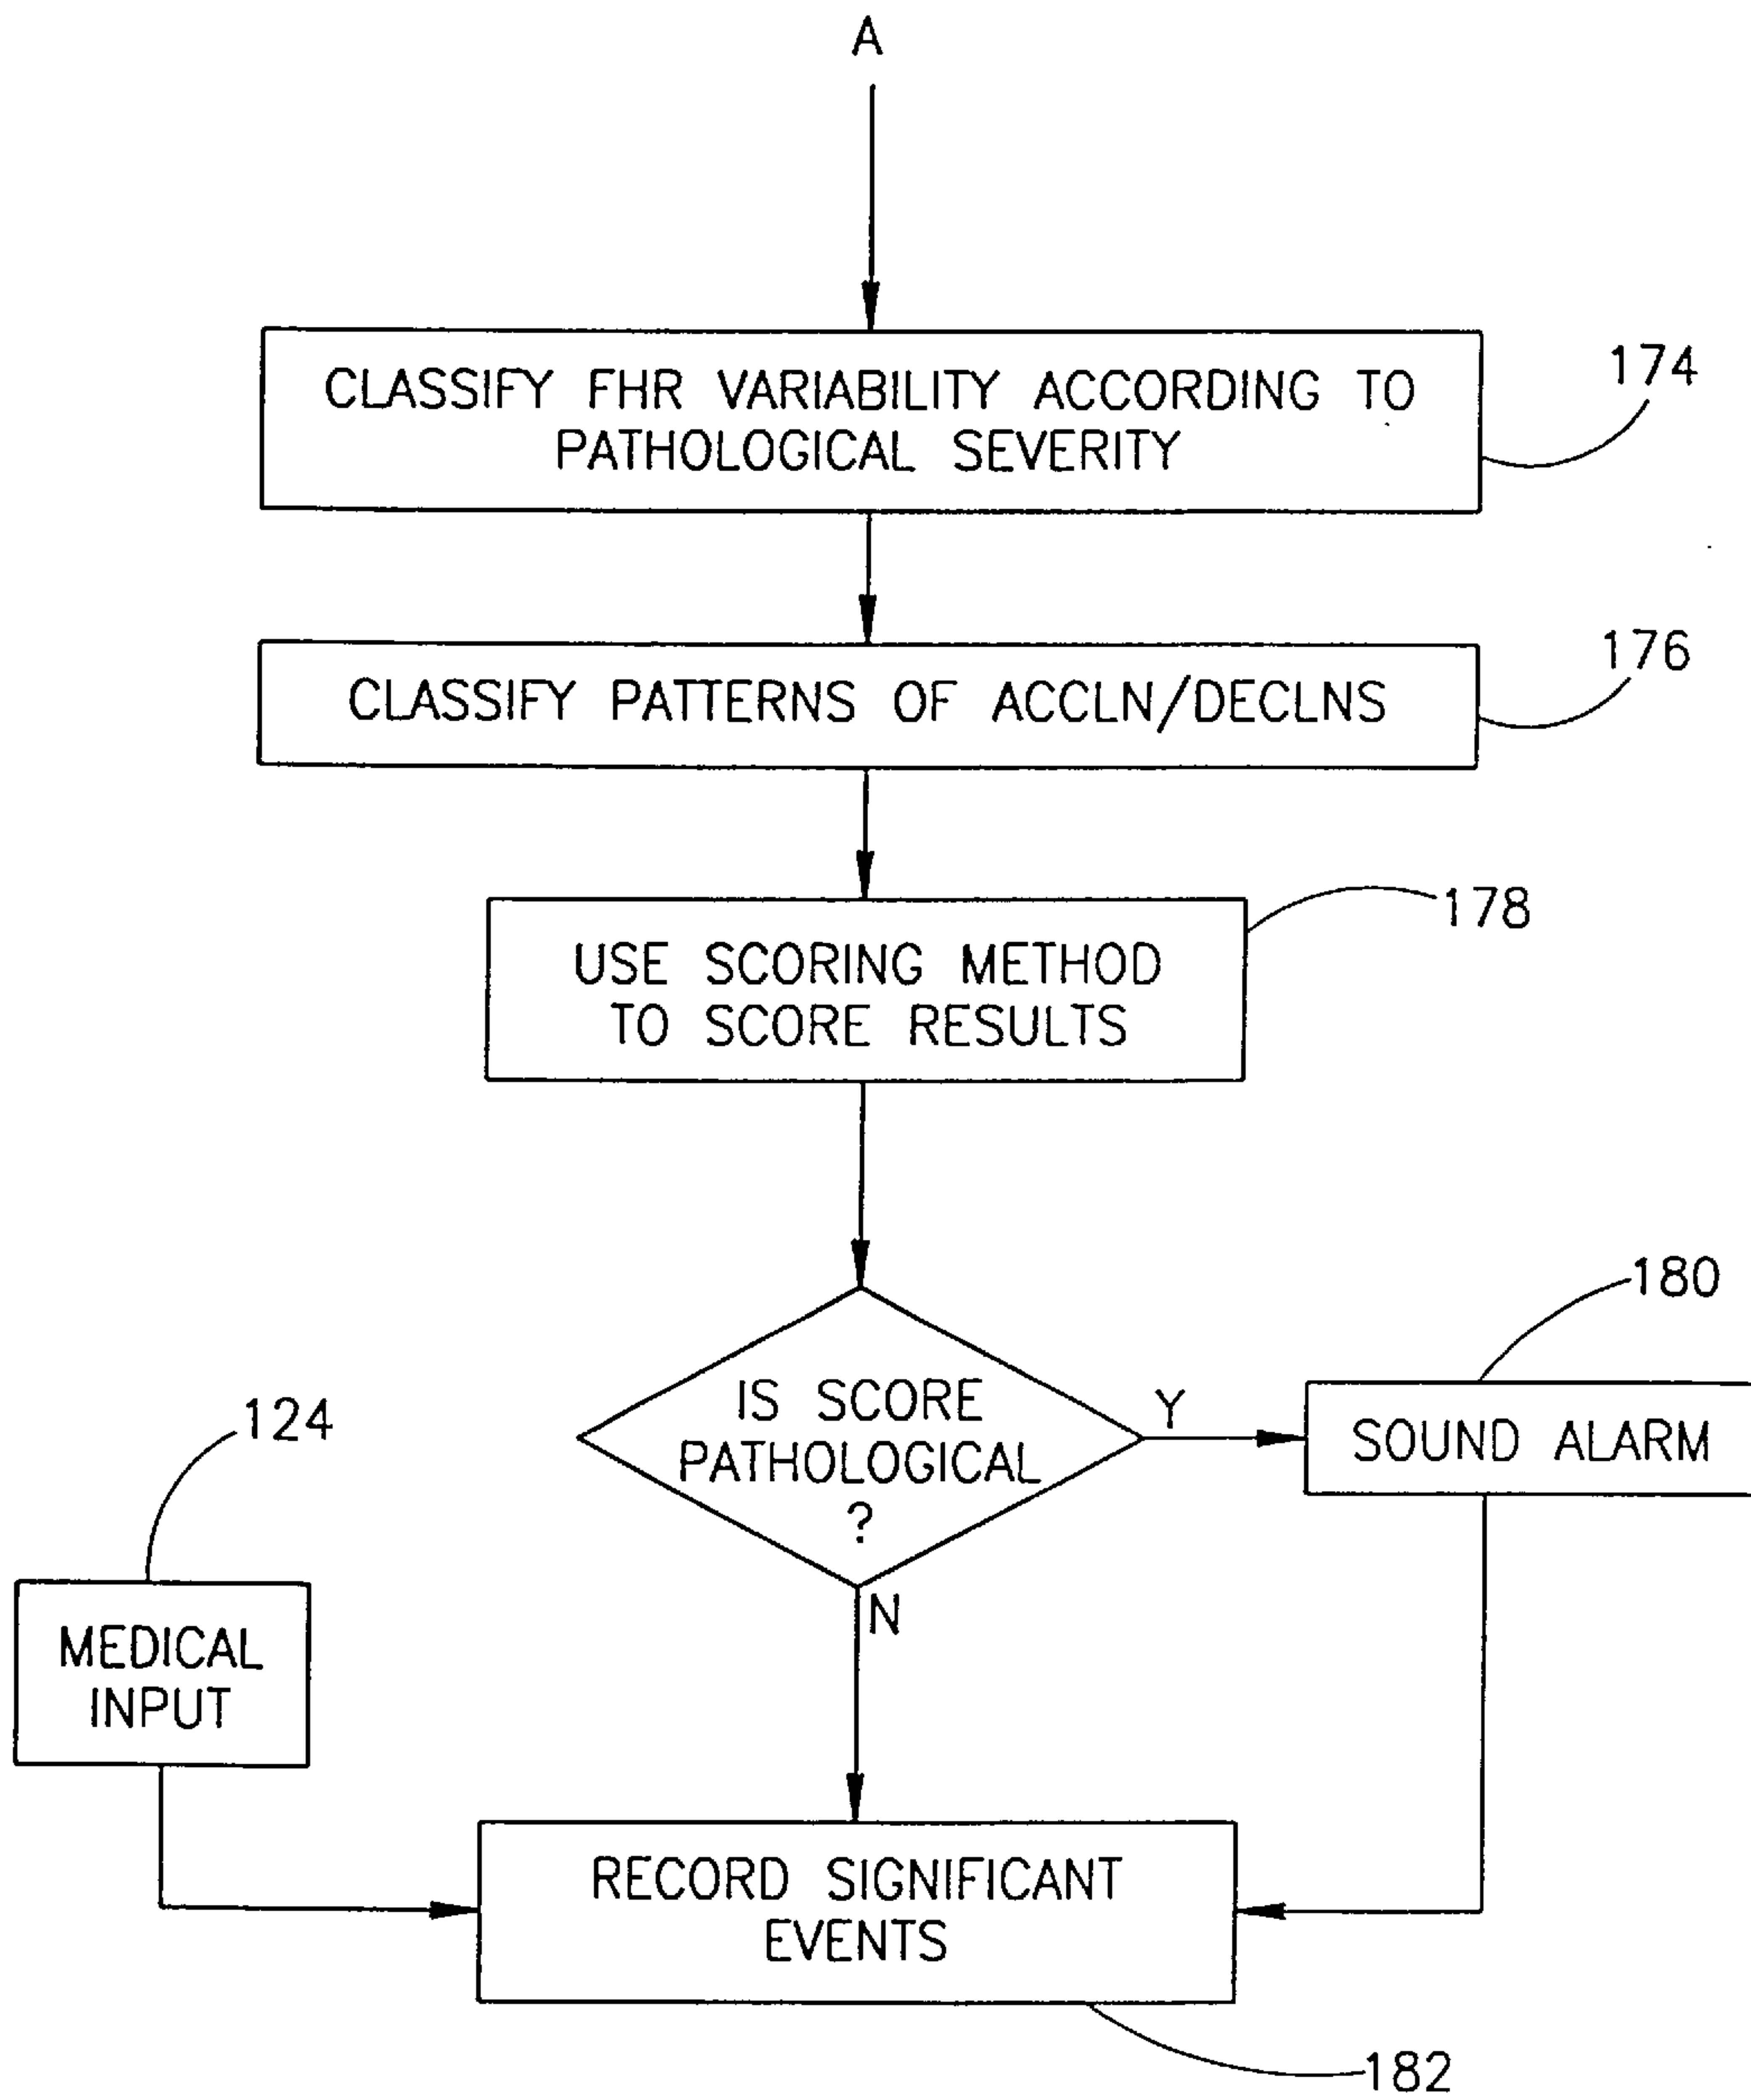 A
CLASSIFY FHR VARIABILITY ACCORDING TO
PATHOLOGICAL SEVERITY
174
CLASSIFY PATTERNS OF ACCLN/DECLNS
176
USE SCORING METHOD
TO SCORE RESULTS
178
IS SCORE
PATHOLOGICAL
?
Y
SOUND ALARM
180
N
124
MEDICAL
INPUT
RECORD SIGNIFICANT
EVENTS
182